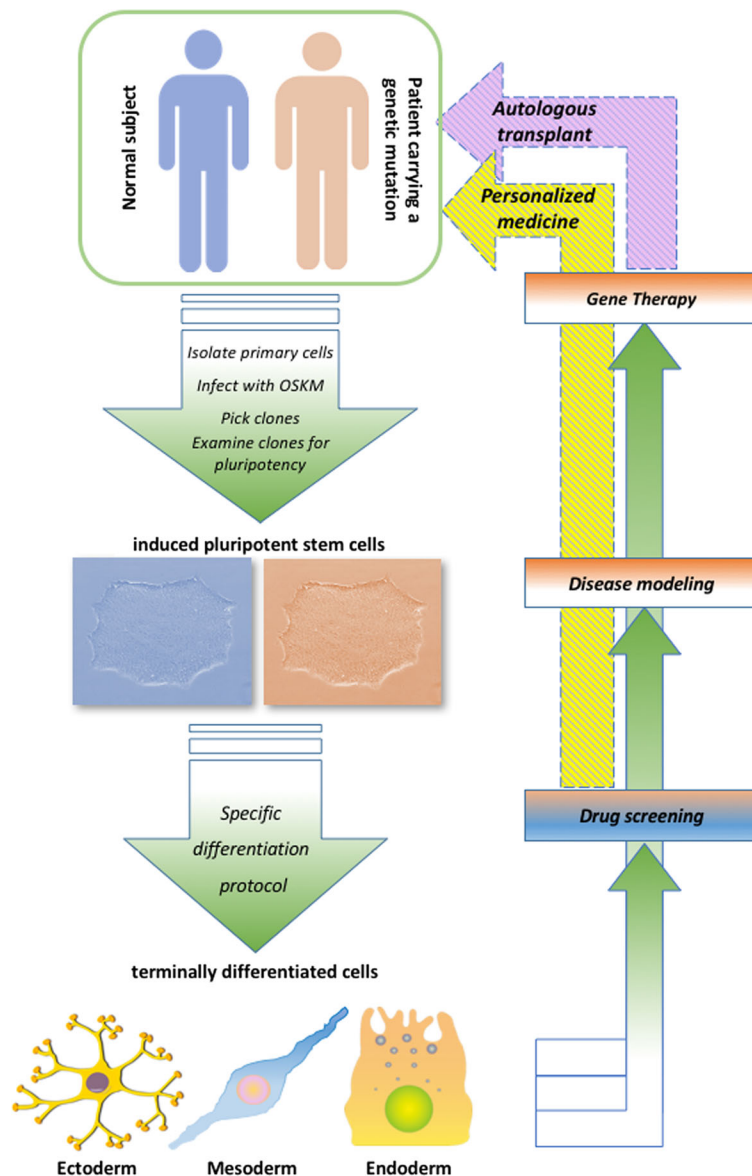 Normal subject
Patient carrying a
genetic mutation
Autologous
transplant
Personalized
medicine
Gene Therapy
Isolate primary cells
Infect with OSKM
Pick clones
Examine clones for
pluripotency
induced pluripotent stem cells
Disease modeling
Specific
differentiation
protocol
Drug screening
terminally differentiated cells
Ectoderm
Mesoderm
Endoderm